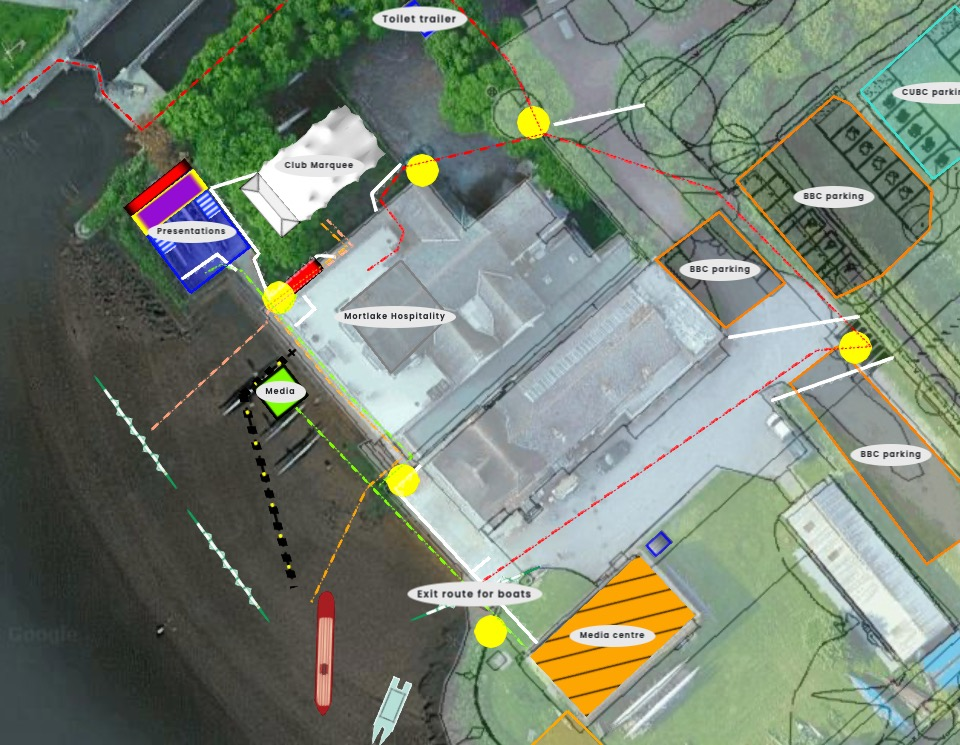 Toilet trailer
CUBC parkin
Club Marquee
BBC parking
Presentations
BBC parking
Mortlake Hospitality
Media
BBC parking
Exit route for boats
Media centre
Google